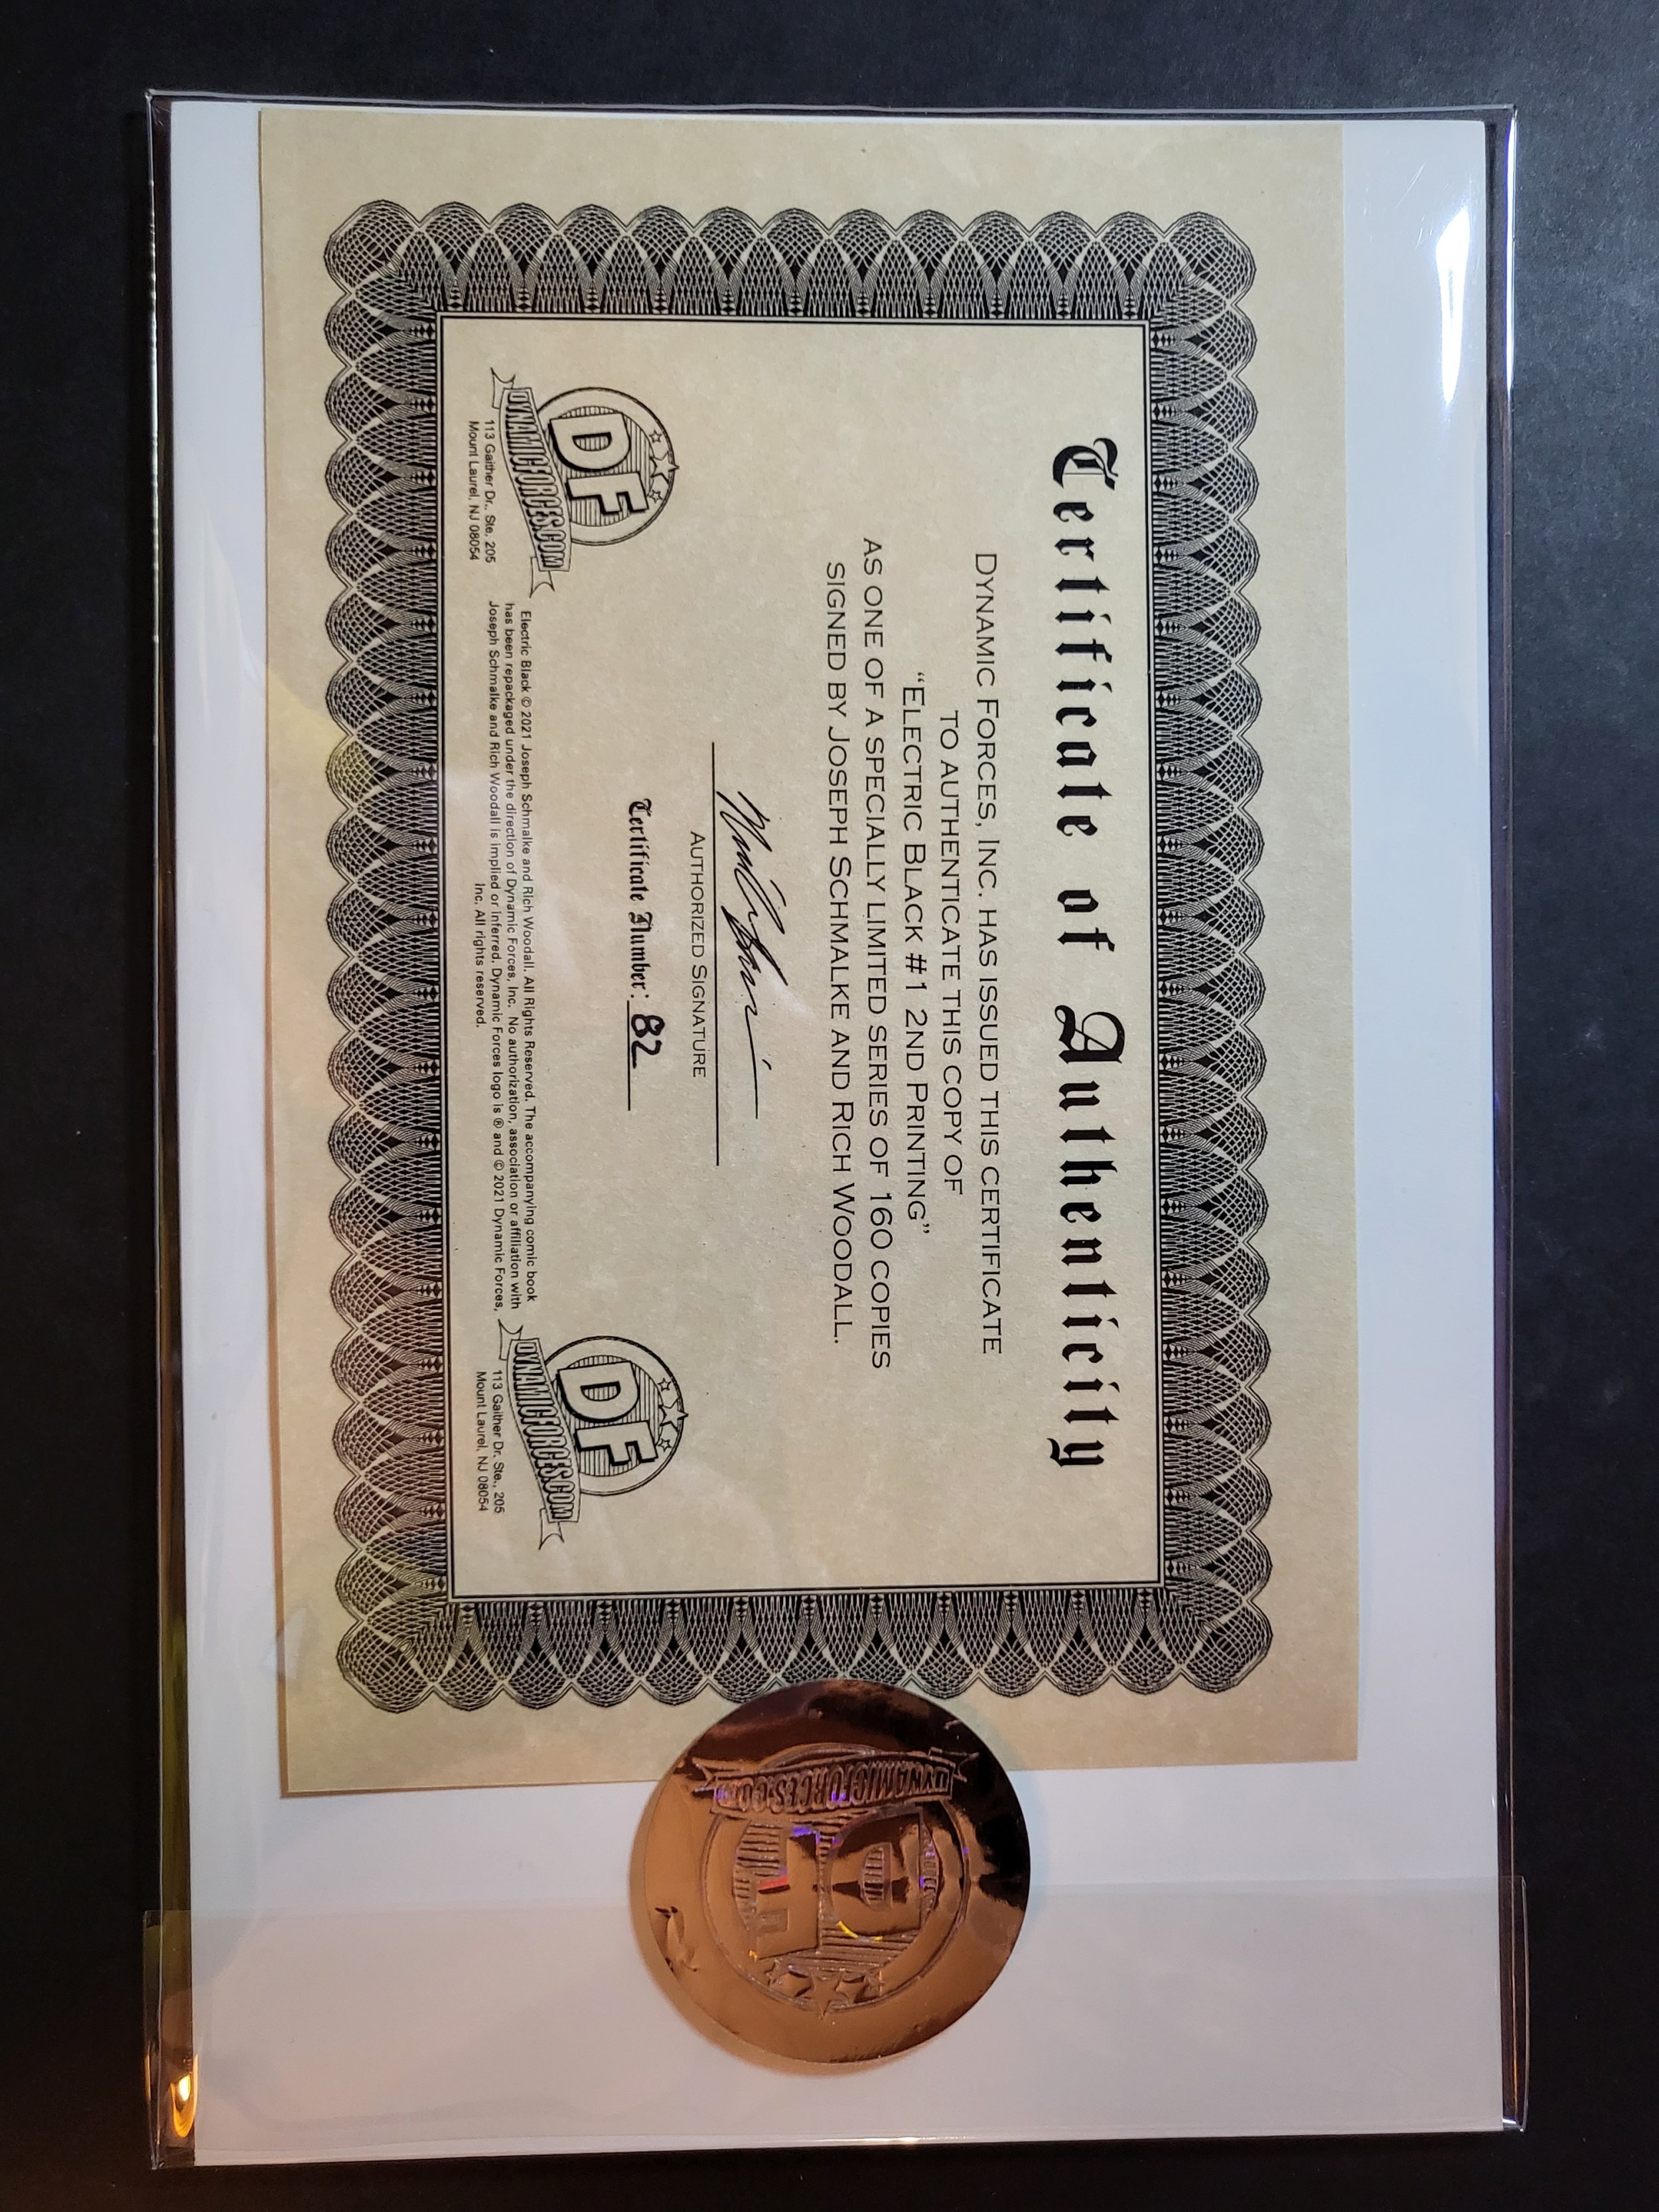 Certificate of Authenticity
DYNAMIC FORCES, INC. HAS ISSUED THIS CERTIFICATE
TO AUTHENTICATE THIS COPY OF
“ELECTRIC BLACK #1 2ND PRINTING”
AS ONE OF A SPECIALLY LIMITED SERIES OF 160 COPIES
SIGNED BY JOSEPH SCHMALKE AND RICH WOODALL.
AUTHORIZED SIGNATURE
Certificate Number: 82
DF
DYNAMICFORCES.COM
113 Gaither Dr., Ste. 205
Mount Laurel, NJ 08054
Electric Black © 2021 Joseph Schmalke and Rich Woodall. All Rights Reserved. The accompanying comic book
has been repackaged under the direction of Dynamic Forces, Inc. No authorization, association or affiliation with
Joseph Schmalke and Rich Woodall is implied or inferred. Dynamic Forces logo is ® and © 2021 Dynamic Forces,
Inc. All rights reserved.
DF
DYNAMICFORCES.COM
113 Gaither Dr. Ste., 205
Mount Laurel, NJ 08054
DF
DYNAMICFORCES.CO